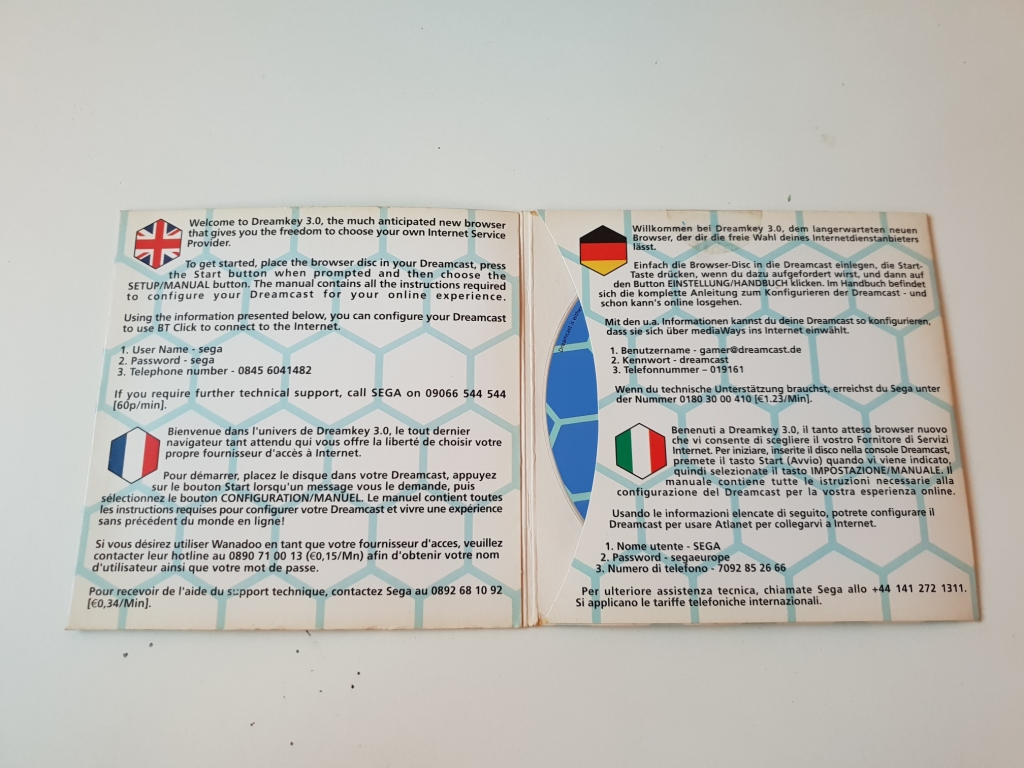 Welcome to Dreamkey 3.0, the much anticipated new browser
that gives you the freedom to choose your own Internet Service
Provider.
To get started, place the browser disc in your Dreamcast, press
the Start button when prompted and then choose the
SETUP/MANUAL button. The manual contains all the instructions required
to configure your Dreamcast for your online experience.
Using the information presented below, you can configure your Dreamcast
to use BT Click to connect to the Internet.
1. User Name - sega
2. Password - sega
3. Telephone number - 0845 6041482
If you require further technical support, call SEGA on 09066 544 544
[60p/min].
Bienvenue dans l'univers de Dreamkey 3.0, le tout dernier
navigateur tant attendu qui vous offre la liberté de choisir votre
propre fournisseur d'accès à Internet.
Pour démarrer, placez le disque dans votre Dreamcast, appuyez
sur le bouton Start lorsqu'un message vous le demande, puis
sélectionnez le bouton CONFIGURATION/MANUEL. Le manuel contient toutes
les instructions requises pour configurer votre Dreamcast et vivre une expérience
sans précédent du monde en ligne!
Si vous désirez utiliser Wanadoo en tant que votre fournisseur d'acces, veuillez
contacter leur hotline au 0890 71 00 13 (€0,15/Mn) afin d'obtenir votre nom
d'utilisateur ainsi que votre mot de passe.
Pour recevoir de l'aide du support technique, contactez Sega au 0892 68 10 92
[€0,34/Min].
Willkommen bei Dreamkey 3.0, dem langerwarteten neuen
Browser, der dir die freie Wahl deines Internetdienstanbieters
lässt.
Einfach die Browser-Disc in die Dreamcast einlegen, die Start-
Taste drücken, wenn du dazu aufgefordert wirst, und dann auf
den Button EINSTELLUNG/HANDBUCH klicken. Im Handbuch befindet
sich die komplette Anleitung zum Konfigurieren der Dreamcast - und
schon kann's online losgehen.
Mit den u.a. Informationen kannst du deine Dreamcast so konfigurieren,
dass sie sich über mediaWays ins Internet einwählt.
1. Benutzername - gamer@dreamcast.de
2. Kennwort - dreamcast
3. Telefonnummer – 019161
Wenn du technische Unterstätzung brauchst, erreichst du Sega unter
der Nummer 0180 30 00 410 [€1.23/Min].
Benenuti a Dreamkey 3.0, il tanto atteso browser nuovo
che vi consente di scegliere il vostro Fornitore di Servizi
Internet. Per iniziare, inserite il disco nella console Dreamcast,
premete il tasto Start (Avvio) quando vi viene indicato,
quindi selezionate il tasto IMPOSTAZIONE/MANUALE. Il
manuale contiene tutte le istruzioni necessarie alla
configurazione del Dreamcast per la vostra esperienza online.
Usando le informazioni elencate di seguito, potrete configurare il
Dreamcast per usare Atlanet per collegarvi a Internet.
1. Nome utente - SEGA
2. Password - segaeurope
3. Numero di telefono - 7092 85 26 66
Per ulteriore assistenza tecnica, chiamate Sega allo +44 141 272 1311.
Si applicano le tariffe telefoniche internazionali.